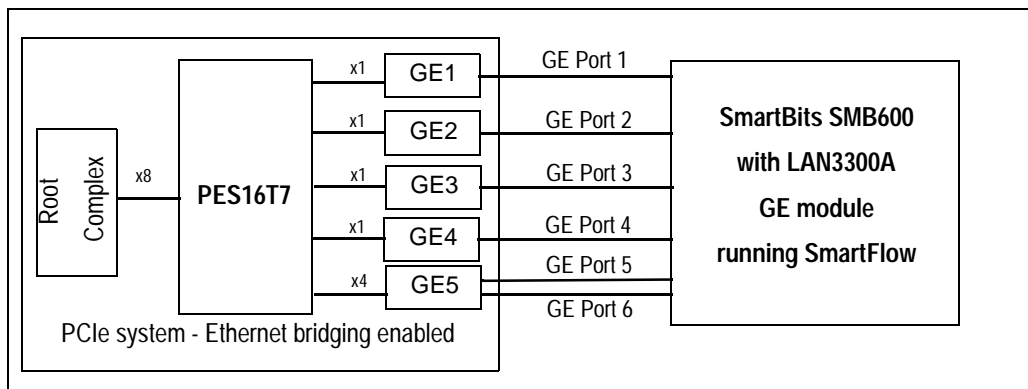 Root
Complex
x8
PES16T7
x1
GE1
GE Port 1
x1
GE2
GE Port 2
x1
GE3
GE Port 3
x1
GE4
GE Port 4
x4
GE5
GE Port 5
GE Port 6
PCIe system - Ethernet bridging enabled
SmartBits SMB600
with LAN3300A
GE module
running SmartFlow